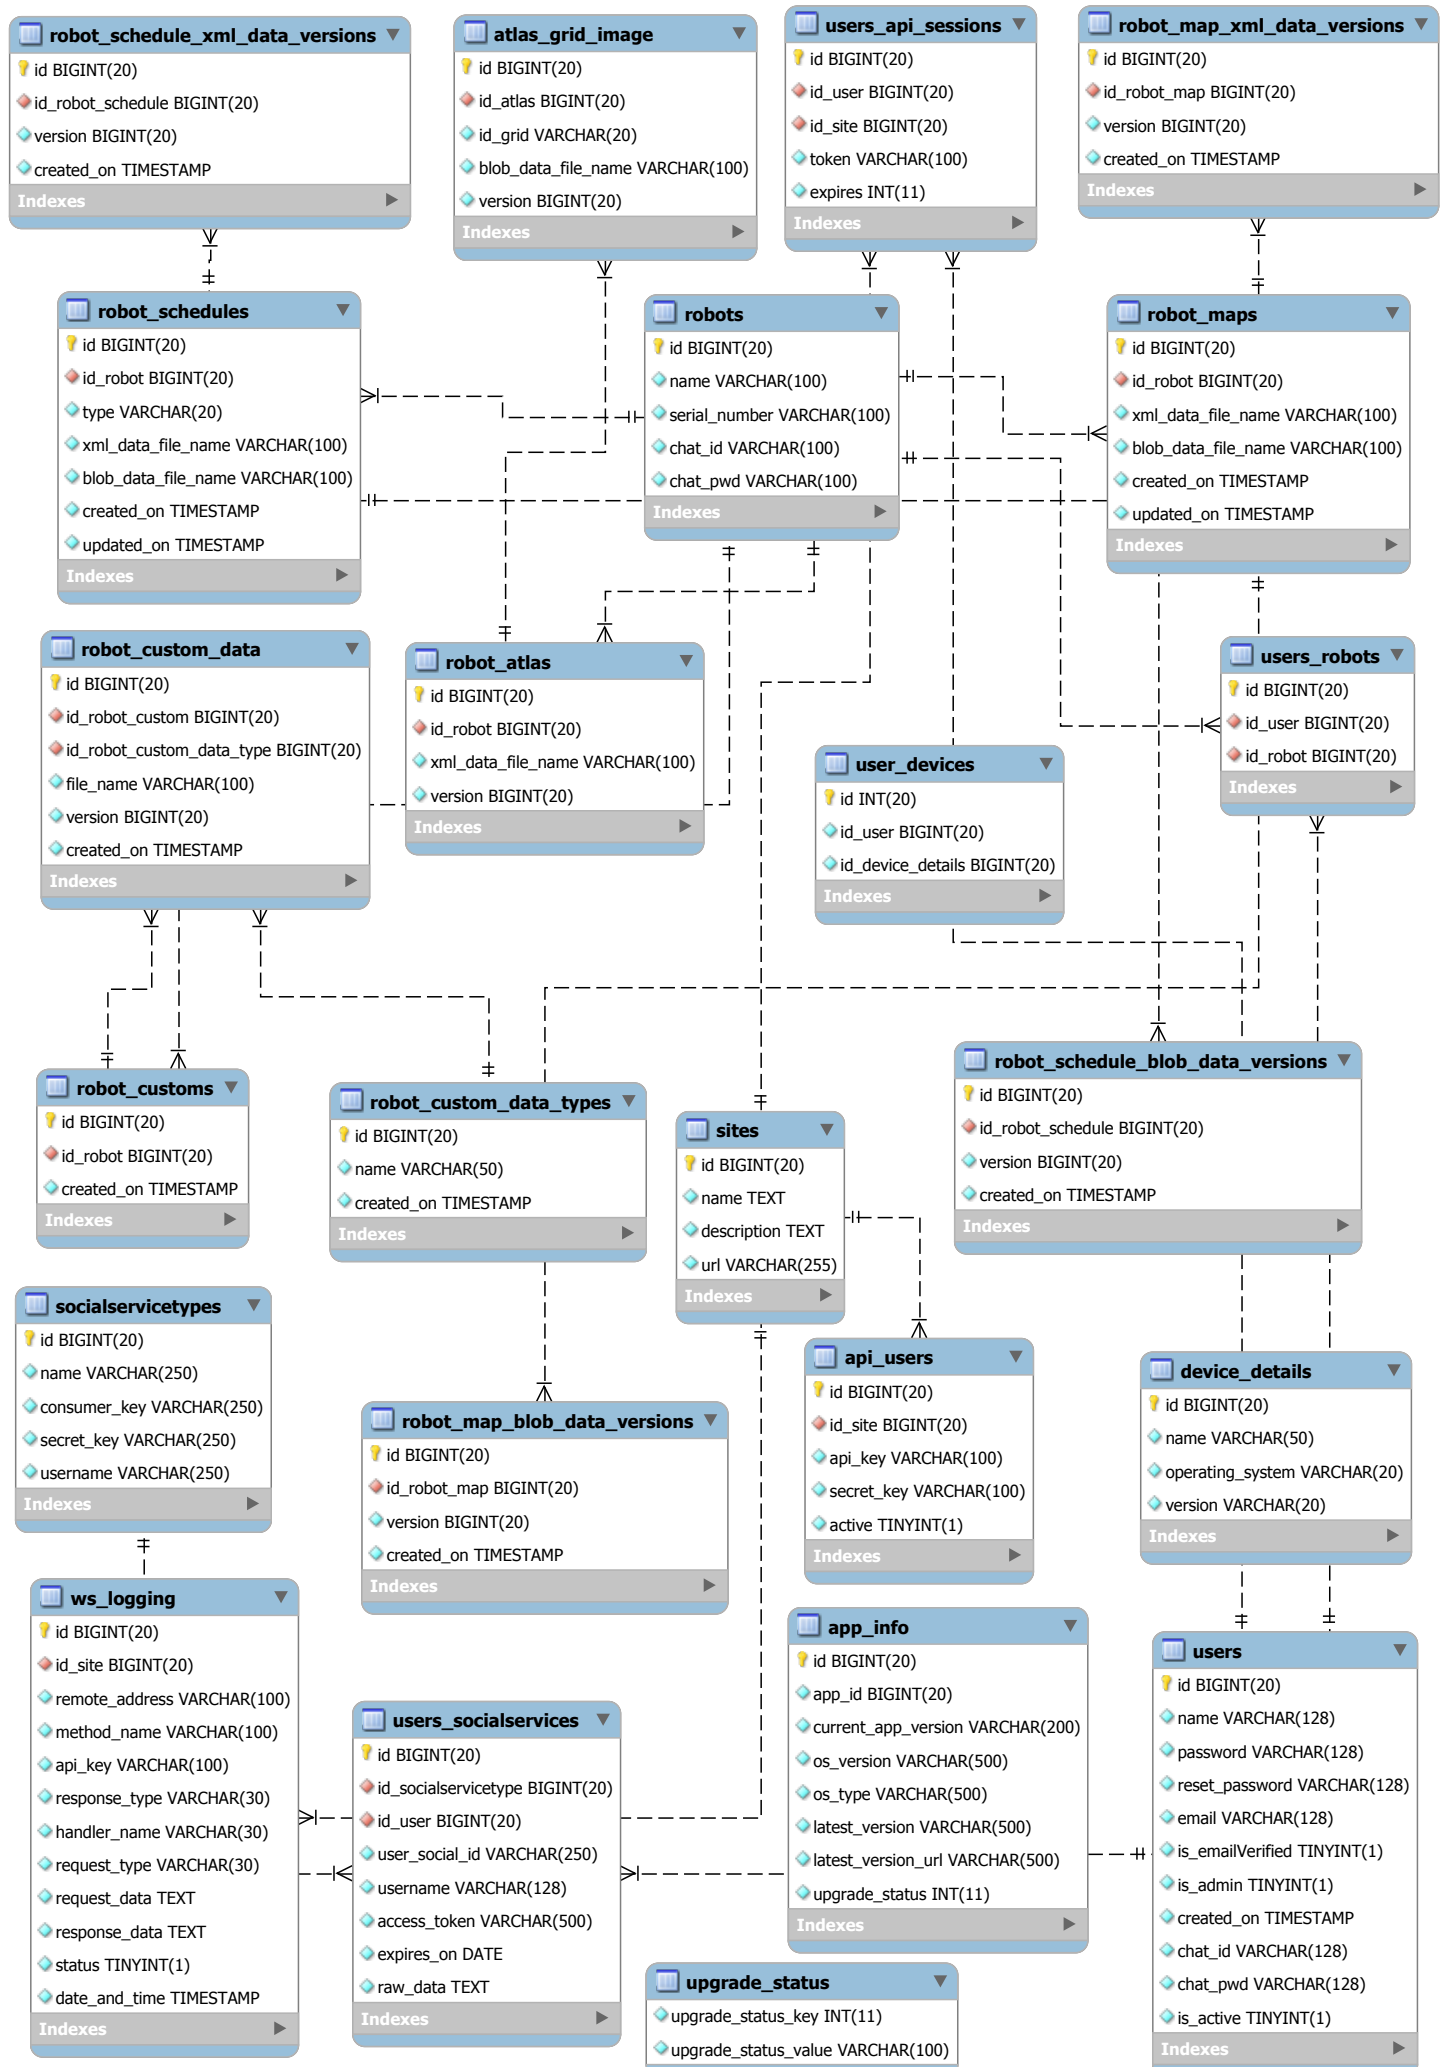 robot_schedule_xml_data_versions
id BIGINT(20)
id_robot_schedule BIGINT(20)
version BIGINT(20)
created_on TIMESTAMP
Indexes
atlas_grid_image
id BIGINT(20)
id_atlas BIGINT(20)
id_grid VARCHAR(20)
blob_data_file_name VARCHAR(100)
version BIGINT(20)
Indexes
users_api_sessions
id BIGINT(20)
id_user BIGINT(20)
id_site BIGINT(20)
token VARCHAR(100)
expires INT(11)
Indexes
robot_map_xml_data_versions
id BIGINT(20)
id_robot_map BIGINT(20)
version BIGINT(20)
created_on TIMESTAMP
Indexes
robot_schedules
id BIGINT(20)
id_robot BIGINT(20)
type VARCHAR(20)
xml_data_file_name VARCHAR(100)
blob_data_file_name VARCHAR(100)
created_on TIMESTAMP
updated_on TIMESTAMP
Indexes
robots
id BIGINT(20)
name VARCHAR(100)
serial_number VARCHAR(100)
chat_id VARCHAR(100)
chat_pwd VARCHAR(100)
Indexes
robot_maps
id BIGINT(20)
id_robot BIGINT(20)
xml_data_file_name VARCHAR(100)
blob_data_file_name VARCHAR(100)
created_on TIMESTAMP
updated_on TIMESTAMP
Indexes
robot_custom_data
id BIGINT(20)
id_robot_custom BIGINT(20)
id_robot_custom_data_type BIGINT(20)
file_name VARCHAR(100)
version BIGINT(20)
created_on TIMESTAMP
Indexes
robot_atlas
id BIGINT(20)
id_robot BIGINT(20)
xml_data_file_name VARCHAR(100)
version BIGINT(20)
Indexes
user_devices
id INT(20)
id_user BIGINT(20)
id_device_details BIGINT(20)
Indexes
users_robots
id BIGINT(20)
id_user BIGINT(20)
id_robot BIGINT(20)
Indexes
robot_customs
id BIGINT(20)
id_robot BIGINT(20)
created_on TIMESTAMP
Indexes
robot_custom_data_types
id BIGINT(20)
name VARCHAR(50)
created_on TIMESTAMP
Indexes
sites
id BIGINT(20)
name TEXT
description TEXT
url VARCHAR(255)
Indexes
robot_schedule_blob_data_versions
id BIGINT(20)
id_robot_schedule BIGINT(20)
version BIGINT(20)
created_on TIMESTAMP
Indexes
socialservicetypes
id BIGINT(20)
name VARCHAR(250)
consumer_key VARCHAR(250)
secret_key VARCHAR(250)
username VARCHAR(250)
Indexes
robot_map_blob_data_versions
id BIGINT(20)
id_robot_map BIGINT(20)
version BIGINT(20)
created_on TIMESTAMP
Indexes
api_users
id BIGINT(20)
id_site BIGINT(20)
api_key VARCHAR(100)
secret_key VARCHAR(100)
active TINYINT(1)
Indexes
device_details
id BIGINT(20)
name VARCHAR(50)
operating_system VARCHAR(20)
version VARCHAR(20)
Indexes
ws_logging
id BIGINT(20)
id_site BIGINT(20)
remote_address VARCHAR(100)
method_name VARCHAR(100)
api_key VARCHAR(100)
response_type VARCHAR(30)
handler_name VARCHAR(30)
request_type VARCHAR(30)
request_data TEXT
response_data TEXT
status TINYINT(1)
date_and_time TIMESTAMP
Indexes
users_socialservices
id BIGINT(20)
id_socialservicetype BIGINT(20)
id_user BIGINT(20)
user_social_id VARCHAR(250)
username VARCHAR(128)
access_token VARCHAR(500)
expires_on DATE
raw_data TEXT
Indexes
app_info
id BIGINT(20)
app_id BIGINT(20)
current_app_version VARCHAR(200)
os_version VARCHAR(500)
os_type VARCHAR(500)
latest_version VARCHAR(500)
latest_version_url VARCHAR(500)
upgrade_status INT(11)
Indexes
users
id BIGINT(20)
name VARCHAR(128)
password VARCHAR(128)
reset_password VARCHAR(128)
email VARCHAR(128)
is_emailVerified TINYINT(1)
is_admin TINYINT(1)
created_on TIMESTAMP
chat_id VARCHAR(128)
chat_pwd VARCHAR(128)
is_active TINYINT(1)
Indexes
upgrade_status
upgrade_status_key INT(11)
upgrade_status_value VARCHAR(100)